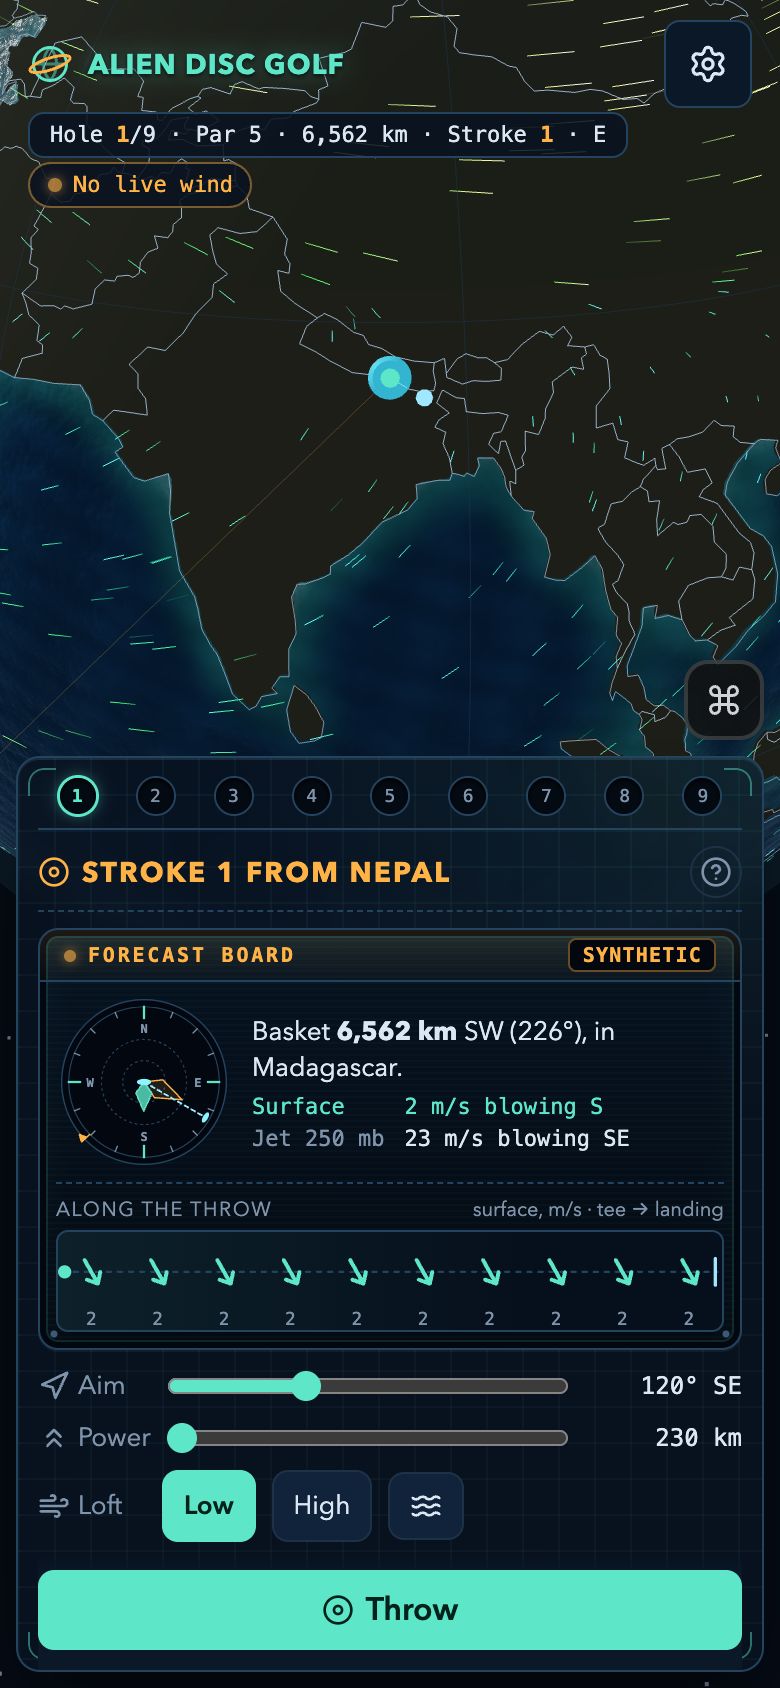 ALIEN DISC GOLF
Hole 1/9 · Par 5 · 6,562 km · Stroke 1 · E
No live wind
1 2 3 4 5 6 7 8 9
STROKE 1 FROM NEPAL
FORECAST BOARD SYNTHETIC
N
W E
S
Basket 6,562 km SW (226°), in
Madagascar.
Surface 2 m/s blowing S
Jet 250 mb 23 m/s blowing SE
ALONG THE THROW surface, m/s · tee → landing
2 2 2 2 2 2 2 2 2 2
Aim 120° SE
Power 230 km
Loft Low High
Throw